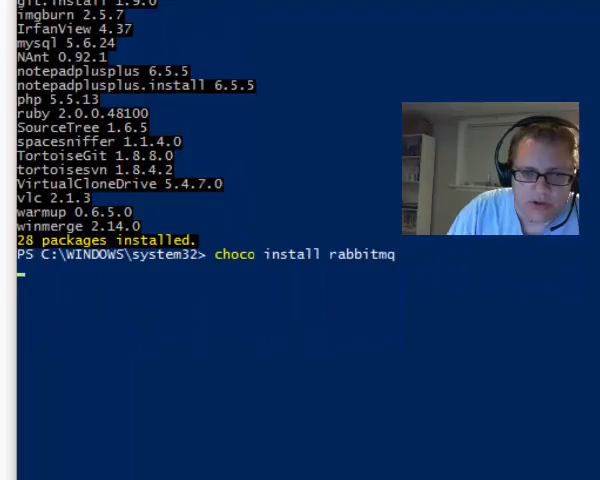 git.install 1.9.0
imgburn 2.5.7
IrfanView 4.37
mysql 5.6.24
NAnt 0.92.1
notepadplusplus 6.5.5
notepadplusplus.install 6.5.5
php 5.5.13
ruby 2.0.0.48100
SourceTree 1.6.5
spacesniffer 1.1.4.0
TortoiseGit 1.8.8.0
tortoisesvn 1.8.4.2
VirtualCloneDrive 5.4.7.0
vlc 2.1.3
warmup 0.6.5.0
winmerge 2.14.0
28 packages installed.
PS C:\WINDOWS\system32> choco install rabbitmq